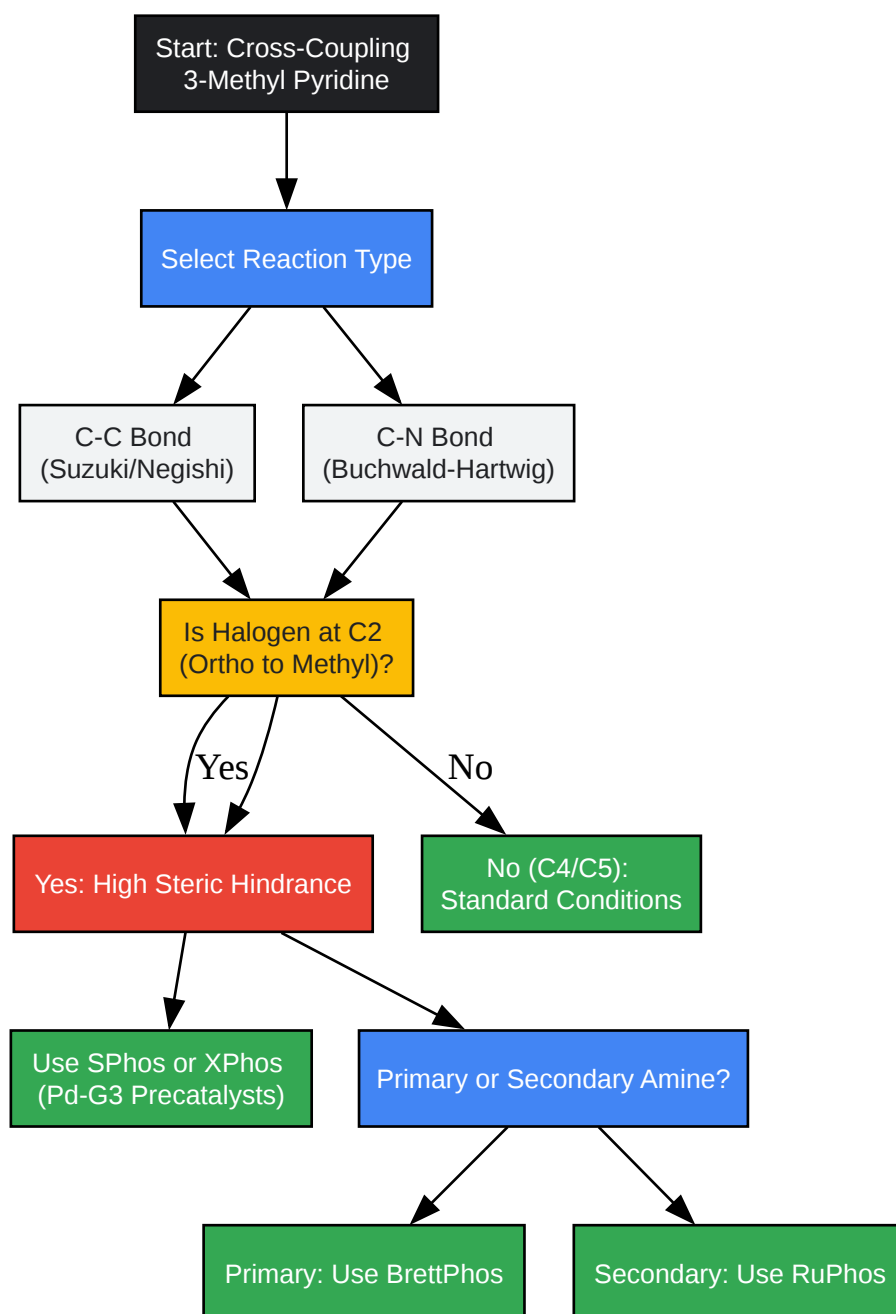 Start: Cross-Coupling
3-Methyl Pyridine
Select Reaction Type
C-C Bond
(Suzuki/Negishi)
C-N Bond
(Buchwald-Hartwig)
Is Halogen at C2
(Ortho to Methyl)?
Yes
No
Yes: High Steric Hindrance
No (C4/C5):
Standard Conditions
Use SPhos or XPhos
(Pd-G3 Precatalysts)
Primary or Secondary Amine?
Primary: Use BrettPhos
Secondary: Use RuPhos